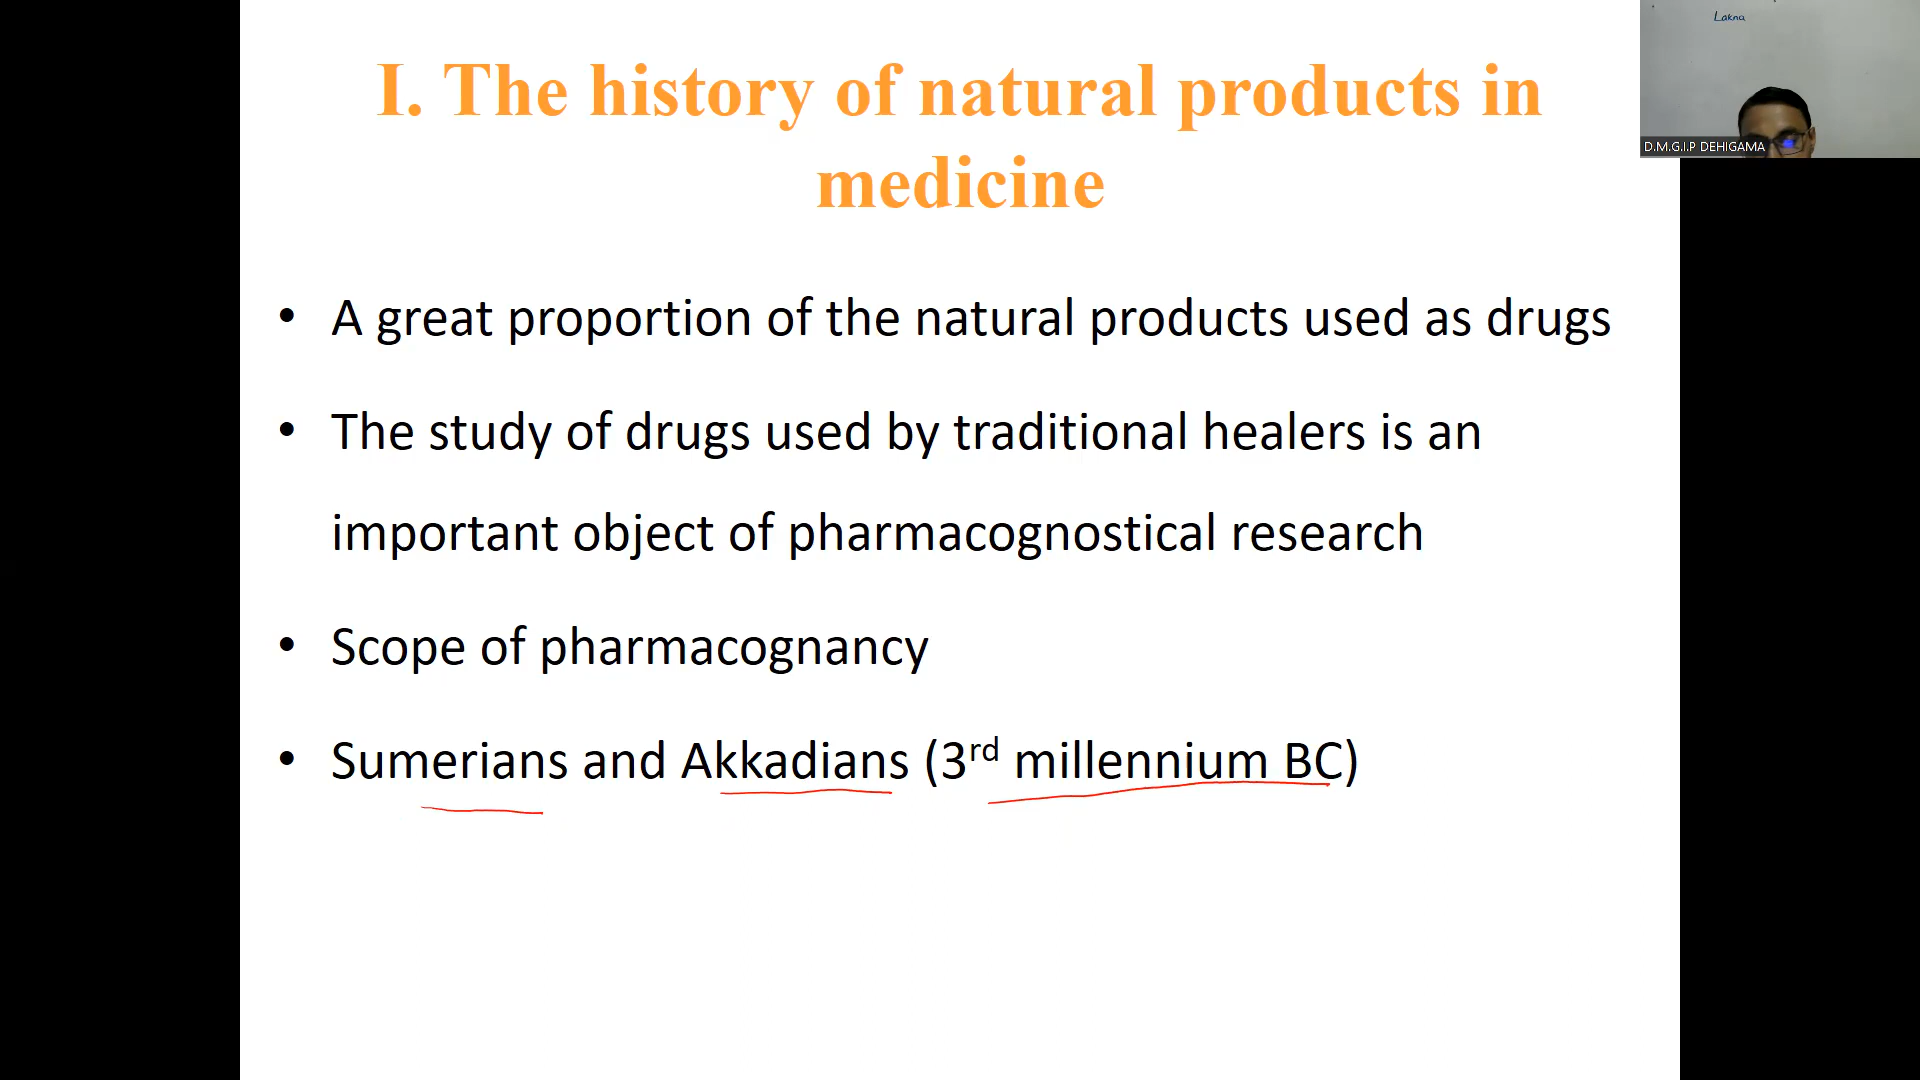 Lakna
D.M.G.I.P DEHIGAMA
I. The history of natural products in
medicine
• A great proportion of the natural products used as drugs
• The study of drugs used by traditional healers is an
important object of pharmacognostical research
• Scope of pharmacognancy
• Sumerians and Akkadians (3rd millennium BC)